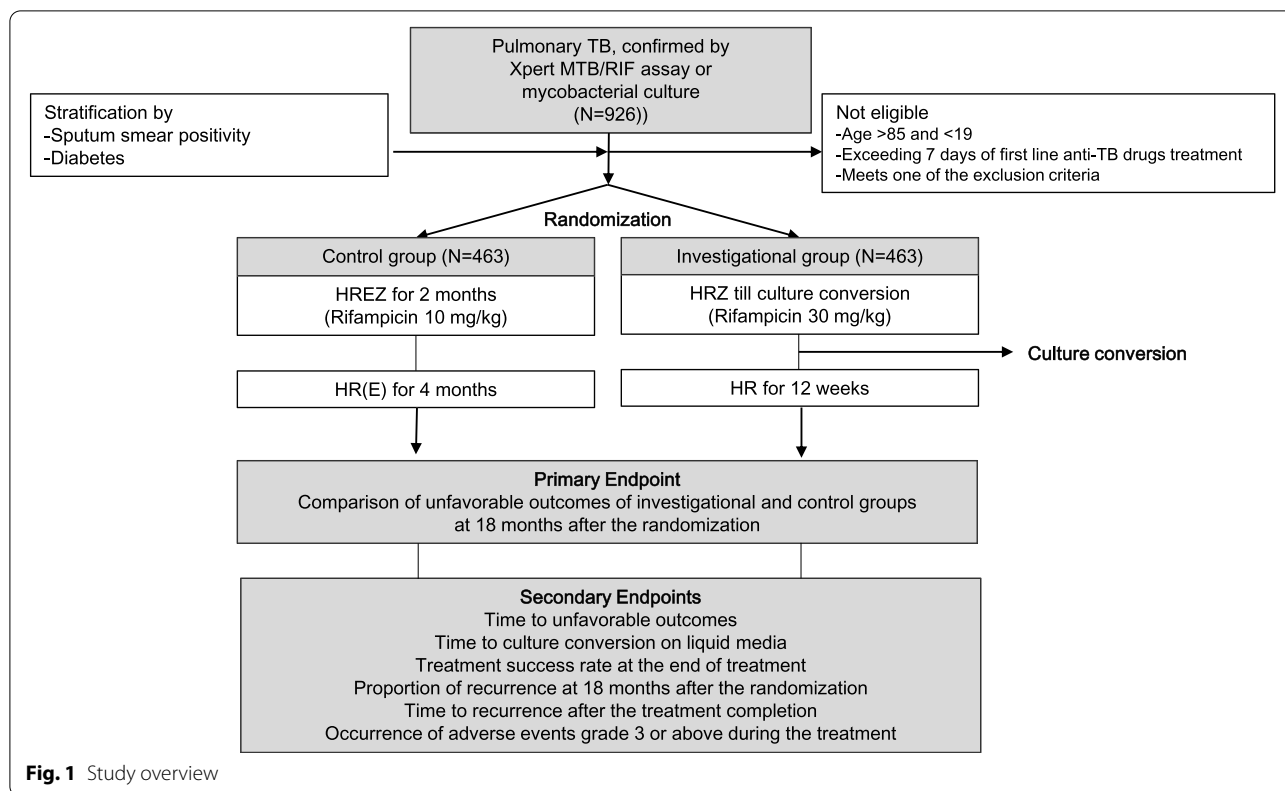 Pulmonary TB, confirmed by
Xpert MTB/RIF assay or
mycobacterial culture
(N=926))
Stratification by
-Sputum smear positivity
-Diabetes
Not eligible
-Age >85 and <19
-Exceeding 7 days of first line anti-TB drugs treatment
-Meets one of the exclusion criteria
Randomization
Control group (N=463)
HREZ for 2 months
(Rifampicin 10 mg/kg)
HR(E) for 4 months
Investigational group (N=463)
HRZ till culture conversion
(Rifampicin 30 mg/kg)
Culture conversion
HR for 12 weeks
Primary Endpoint
Comparison of unfavorable outcomes of investigational and control groups
at 18 months after the randomization
Secondary Endpoints
Time to unfavorable outcomes
Time to culture conversion on liquid media
Treatment success rate at the end of treatment
Proportion of recurrence at 18 months after the randomization
Time to recurrence after the treatment completion
Occurrence of adverse events grade 3 or above during the treatment
Fig. 1 Study overview